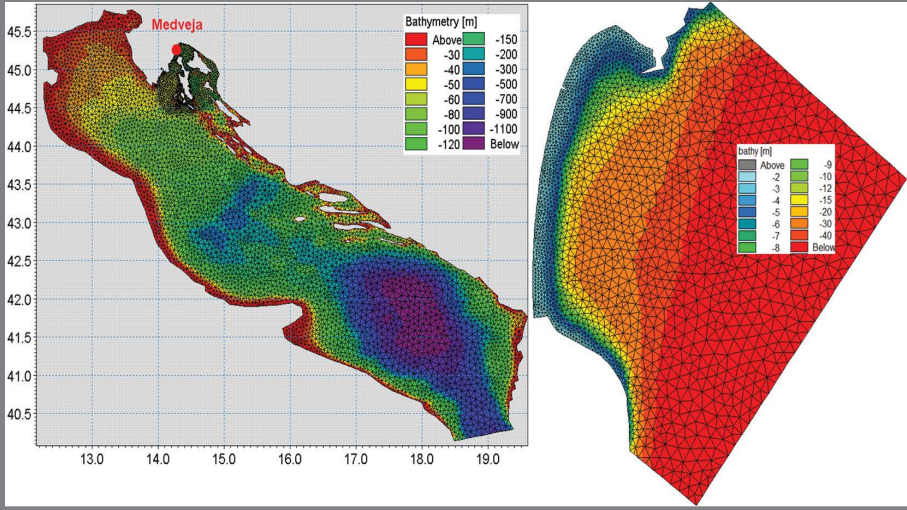 Medveja
Bathymetry [m]
Above -150
-30 -200
-40 -300
-50 -500
-60 -700
-80 -900
-100 -1100
-120 Below
45.5
45.0
44.5
44.0
43.5
43.0
42.5
42.0
41.5
41.0
40.5
13.0 14.0 15.0 16.0 17.0 18.0 19.0
bathy [m]
Above -9
-2 -10
-3 -12
-4 -15
-5 -20
-6 -30
-7 -40
-8 Below